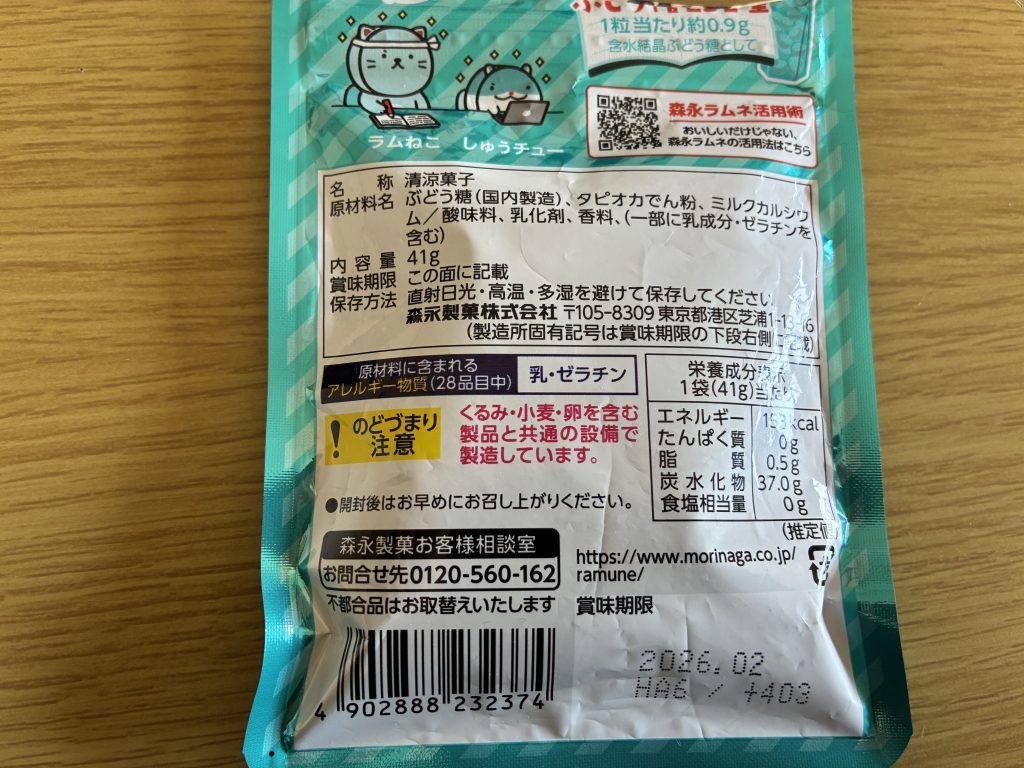 1粒当たり約0.9g
含水結晶ぶどう糖として
森永ラムネ活用術
おいしいだけじゃない、
森永ラムネの活用法はこちら
ラムねこ しゅうチュー
名称 清涼菓子
原材料名 ぶどう糖(国内製造)、タピオカでん粉、ミルクカルシウ
ム/酸味料、乳化剤、香料、(一部に乳成分・ゼラチンを
含む)
内容量 41g
賞味期限 この面に記載
保存方法 直射日光・高温・多湿を避けて保存してください。
森永製菓株式会社 〒105-8309 東京都港区芝浦1-13-16
(製造所固有記号は賞味期限の下段右側に記載)
原材料に含まれる
アレルギー物質(28品目中)
乳・ゼラチン
!
のどづまり
注意
くるみ・小麦・卵を含む
製品と共通の設備で
製造しています。
栄養成分表示
1袋(41g)当たり
エネルギー 153kcal
たんぱく質 0g
脂質 0.5g
炭水化物 37.0g
食塩相当量 0g
(推定値)
●開封後はお早めにお召し上がりください。
森永製菓お客様相談室
お問合せ先0120-560-162
不都合品はお取替えいたします
https://www.morinaga.co.jp/
ramune/
賞味期限
2026.02
HA6 / +403
4 902888 232374